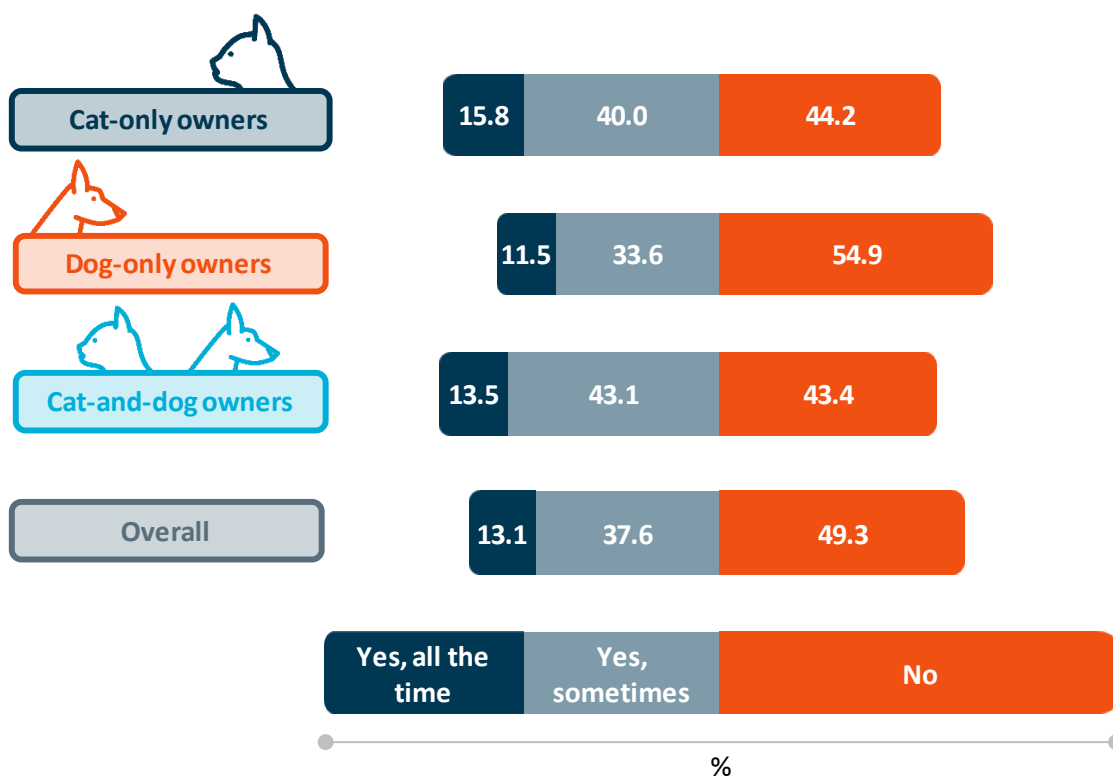 Cat-only owners
15.8 40.0 44.2
Dog-only owners
11.5 33.6 54.9
Cat-and-dog owners
13.5 43.1 43.4
Overall
13.1 37.6 49.3
Yes, all the
time
Yes,
sometimes
No
%